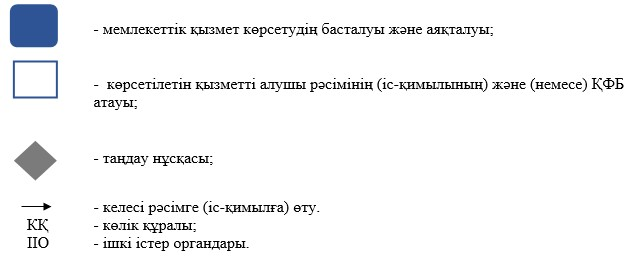 - мемлекеттік қызмет көрсетудің басталуы және аяқталуы;
- көрсетілетін қызметті алушы рәсімінің (іс-қимылының) және (немесе) ҚФБ
атауы;
- таңдау нұсқасы;
- келесі рәсімге (іс-қимылға) өту.
КҚ - көлік құралы;
ІІО - ішкі істер органдары.